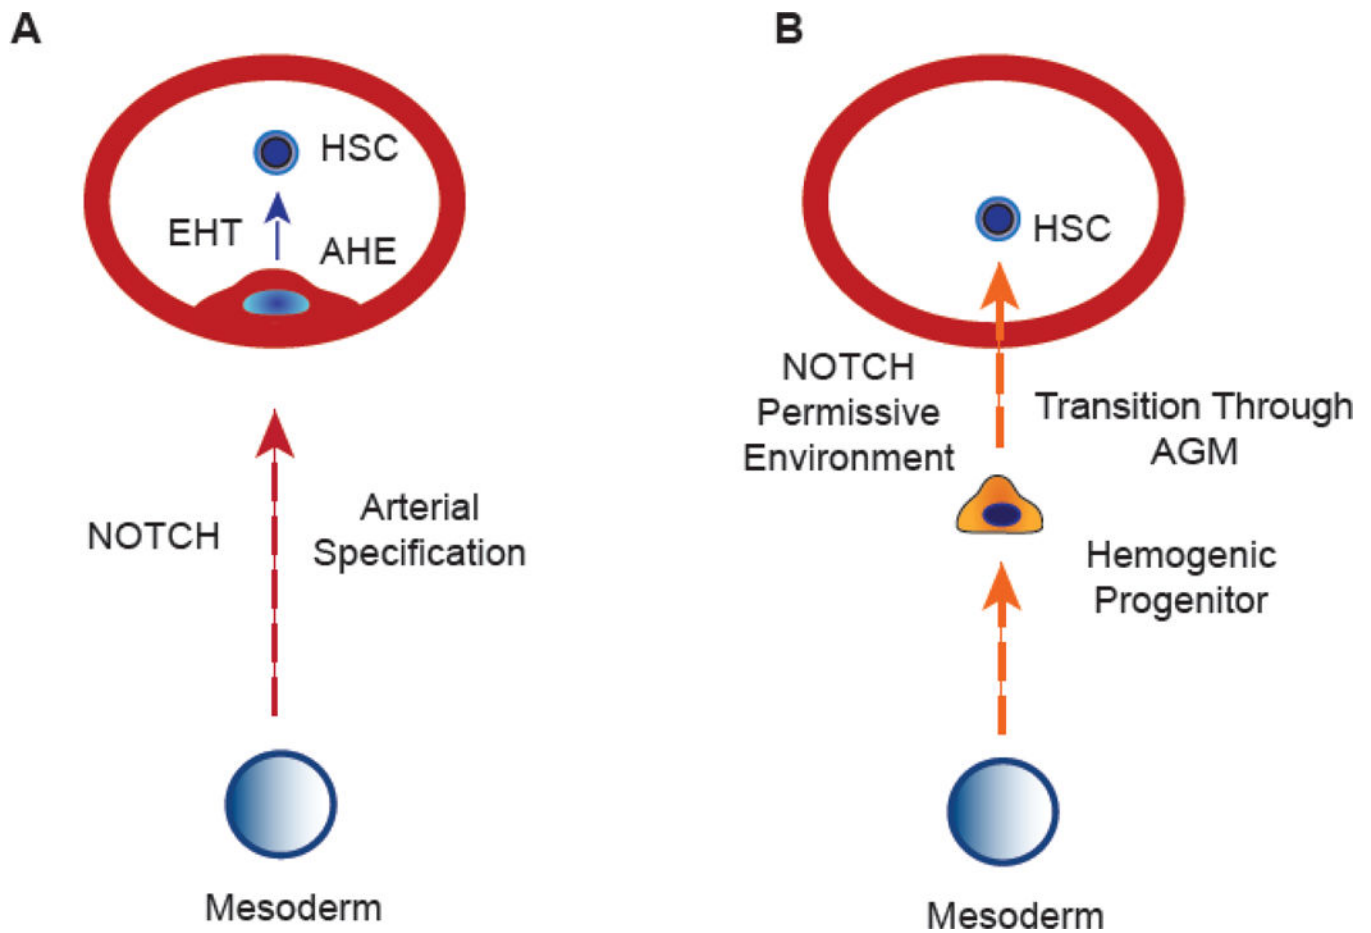 A
HSC
EHT
AHE
NOTCH
Arterial
Specification
Mesoderm
B
HSC
NOTCH
Permissive
Environment
Transition Through
AGM
Hemogenic
Progenitor
Mesoderm